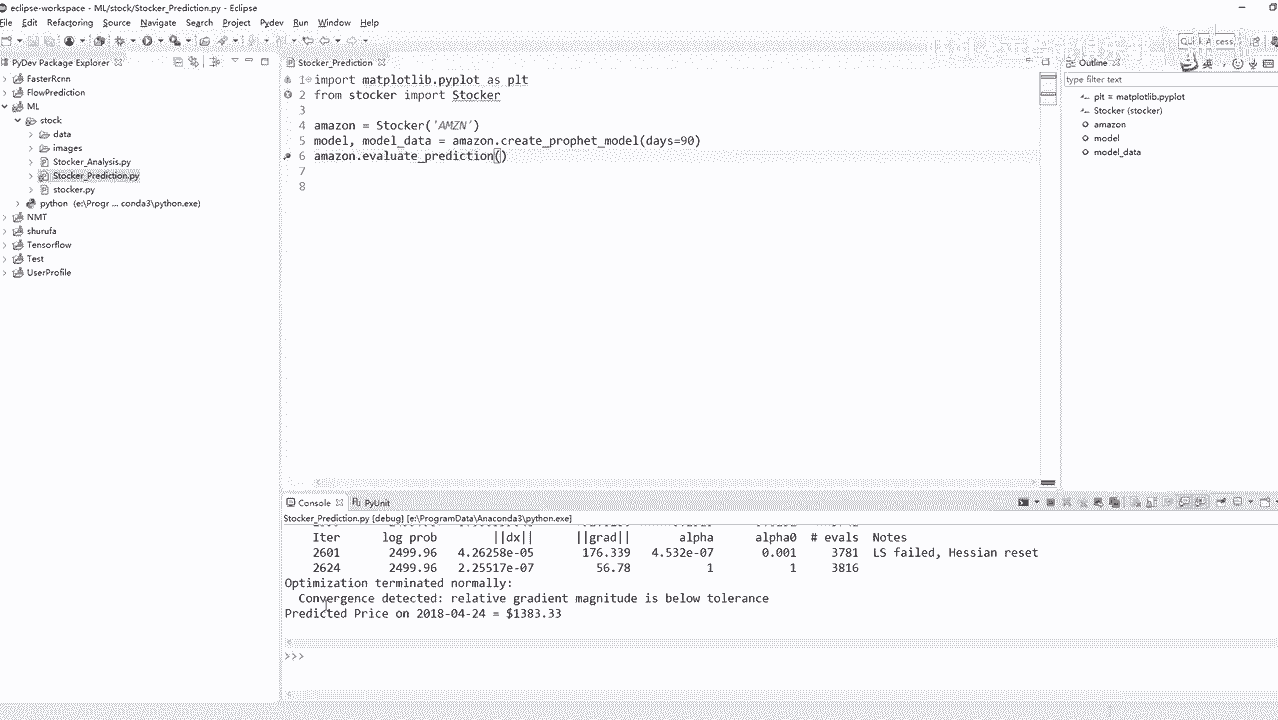 eclipse-workspace - ML/stock/Stocker_Prediction.py - Eclipse
File Edit Refactoring Source Navigate Search Project Pydev Run Window Help
PyDev Package Explorer
FasterRcnn
FlowPrediction
ML
stock
data
images
Stocker_Analysis.py
Stocker_Prediction.py
stocker.py
python (e:\Progr ... conda3\python.exe)
NMT
shurufa
Tensorflow
Test
UserProfile
Stocker_Prediction
1 import matplotlib.pyplot as plt
2 from stocker import Stocker
3
4 amazon = Stocker('AMZN')
5 model, model_data = amazon.create_prophet_model(days=90)
6 amazon.evaluate_prediction()
7
8
Outline
type filter text
plt = matplotlib.pyplot
Stocker (stocker)
amazon
model
model_data
Console PyUnit
Stocker_Prediction.py [debug] [e:\ProgramData\Anaconda3\python.exe]
Iter log prob ||dx|| ||grad|| alpha alpha0 # evals Notes
2601 2499.96 4.26258e-05 176.339 4.532e-07 0.001 3781 LS failed, Hessian reset
2624 2499.96 2.25517e-07 56.78 1 1 3816
Optimization terminated normally:
Convergence detected: relative gradient magnitude is below tolerance
Predicted Price on 2018-04-24 = $1383.33
>>>